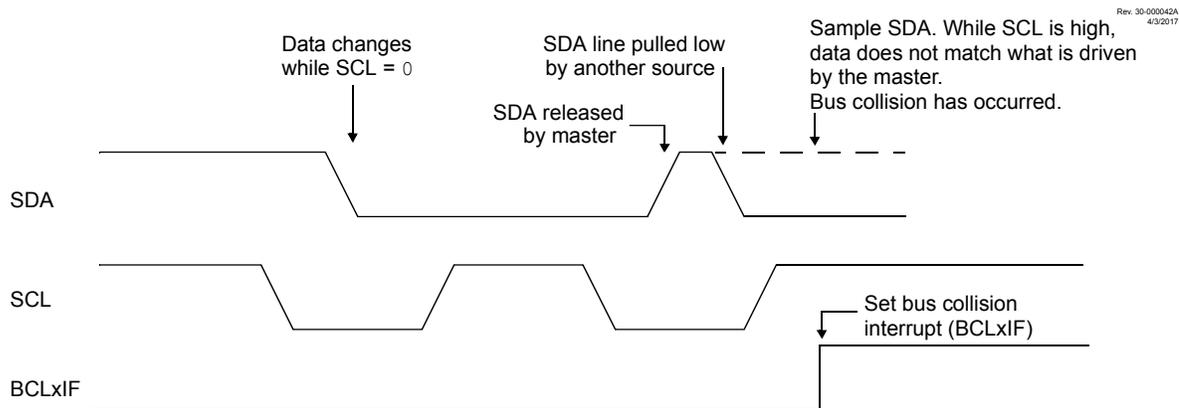 Rev. 30-000042A
4/3/2017
Data changes
while SCL = 0
SDA line pulled low
by another source
Sample SDA. While SCL is high,
data does not match what is driven
by the master.
Bus collision has occurred.
SDA released
by master
SDA
SCL
Set bus collision
interrupt (BCLxIF)
BCLxIF